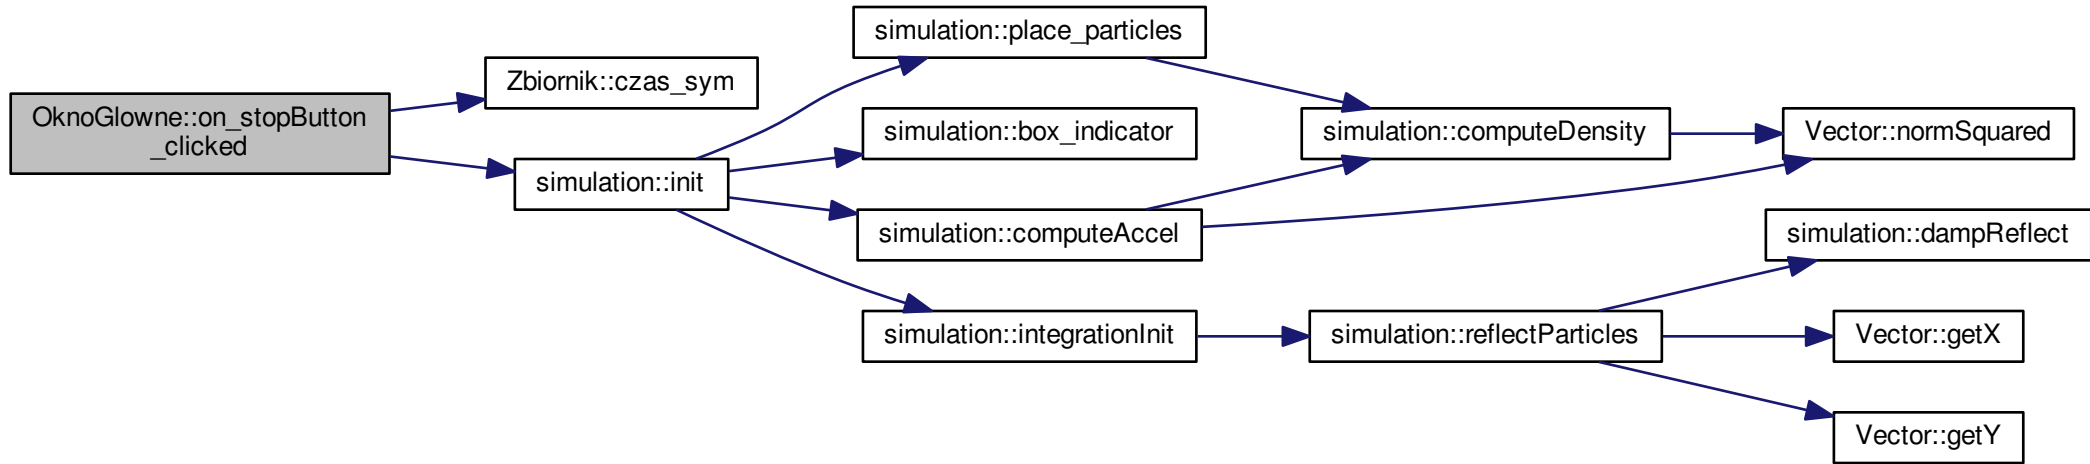 OknoGlowne::on_stopButton
_clicked
Zbiornik::czas_sym
simulation::init
simulation::place_particles
simulation::box_indicator
simulation::computeAccel
simulation::integrationInit
simulation::computeDensity
simulation::reflectParticles
Vector::normSquared
simulation::dampReflect
Vector::getX
Vector::getY